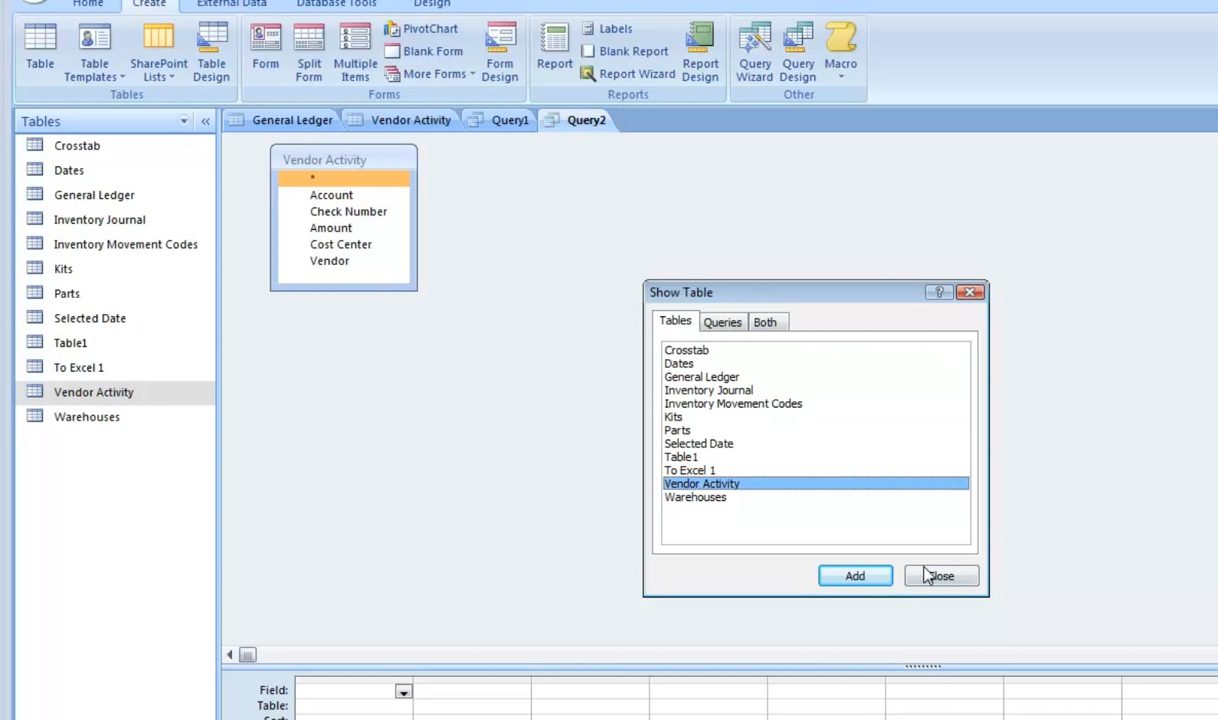 Home Create External Data Database Tools Design
Table
Table Templates
SharePoint Lists
Table Design
Tables
Form
Split Form
Multiple Items
PivotChart
Blank Form
More Forms
Form Design
Forms
Report
Labels
Blank Report
Report Wizard
Report Design
Reports
Query Wizard
Query Design
Macro
Other
Tables «
General Ledger Vendor Activity Query1 Query2
Crosstab
Dates
General Ledger
Inventory Journal
Inventory Movement Codes
Kits
Parts
Selected Date
Table1
To Excel 1
Vendor Activity
Warehouses
Vendor Activity
*
Account
Check Number
Amount
Cost Center
Vendor
Show Table ?
Tables Queries Both
Crosstab
Dates
General Ledger
Inventory Journal
Inventory Movement Codes
Kits
Parts
Selected Date
Table1
To Excel 1
Vendor Activity
Warehouses
Add Close
Field:
Table:
Sort: